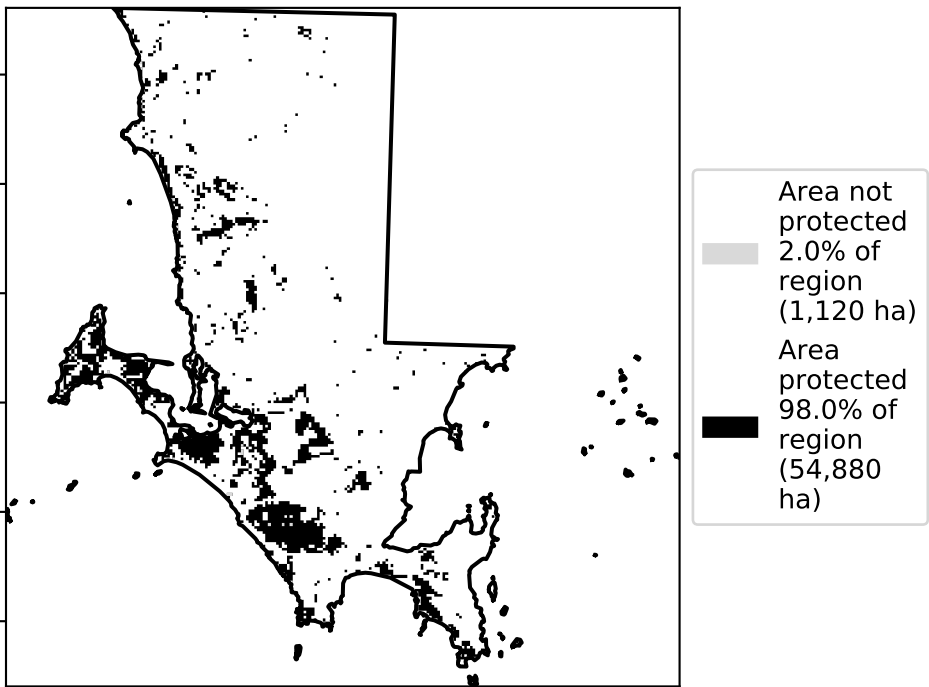 Area not
protected
2.0% of
region
(1,120 ha)
Area
protected
98.0% of
region
(54,880
ha)